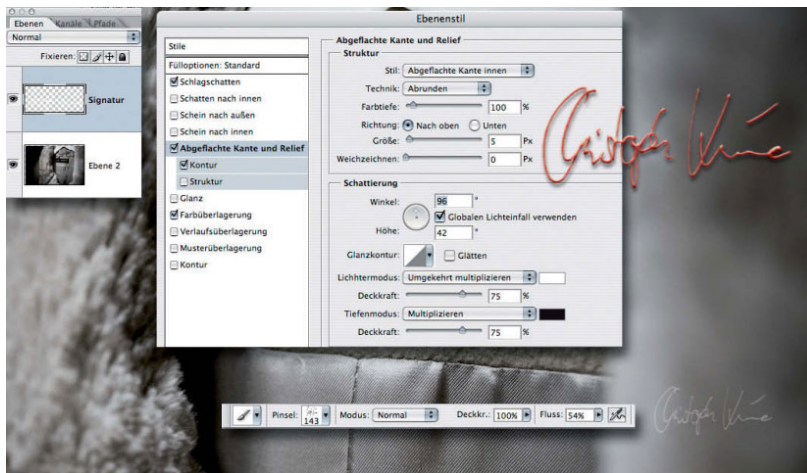 Ebenen Kanäle Pfade
Normal
Fixieren:
Signatur
Ebene 2
Ebenenstil
Stile
Fülloptionen: Standard
Schlagschatten
Schatten nach innen
Schein nach außen
Schein nach innen
Abgeflachte Kante und Relief
Kontur
Struktur
Glanz
Farbüberlagerung
Verlaufsüberlagerung
Musterüberlagerung
Kontur
Abgeflachte Kante und Relief
Struktur
Stil: Abgeflachte Kante innen
Technik: Abrunden
Farbtiefe: 100 %
Richtung: Nach oben Unten
Größe: 5 Px
Weichzeichnen: 0 Px
Schattierung
Winkel: 96 °
Globalen Lichteinfall verwenden
Höhe: 42 °
Glanzkontur: Glätten
Lichtermodus: Umgekehrt multiplizieren
Deckkraft: 75 %
Tiefenmodus: Multiplizieren
Deckkraft: 75 %
Pinsel: 143 Modus: Normal Deckkr.: 100% Fluss: 54%